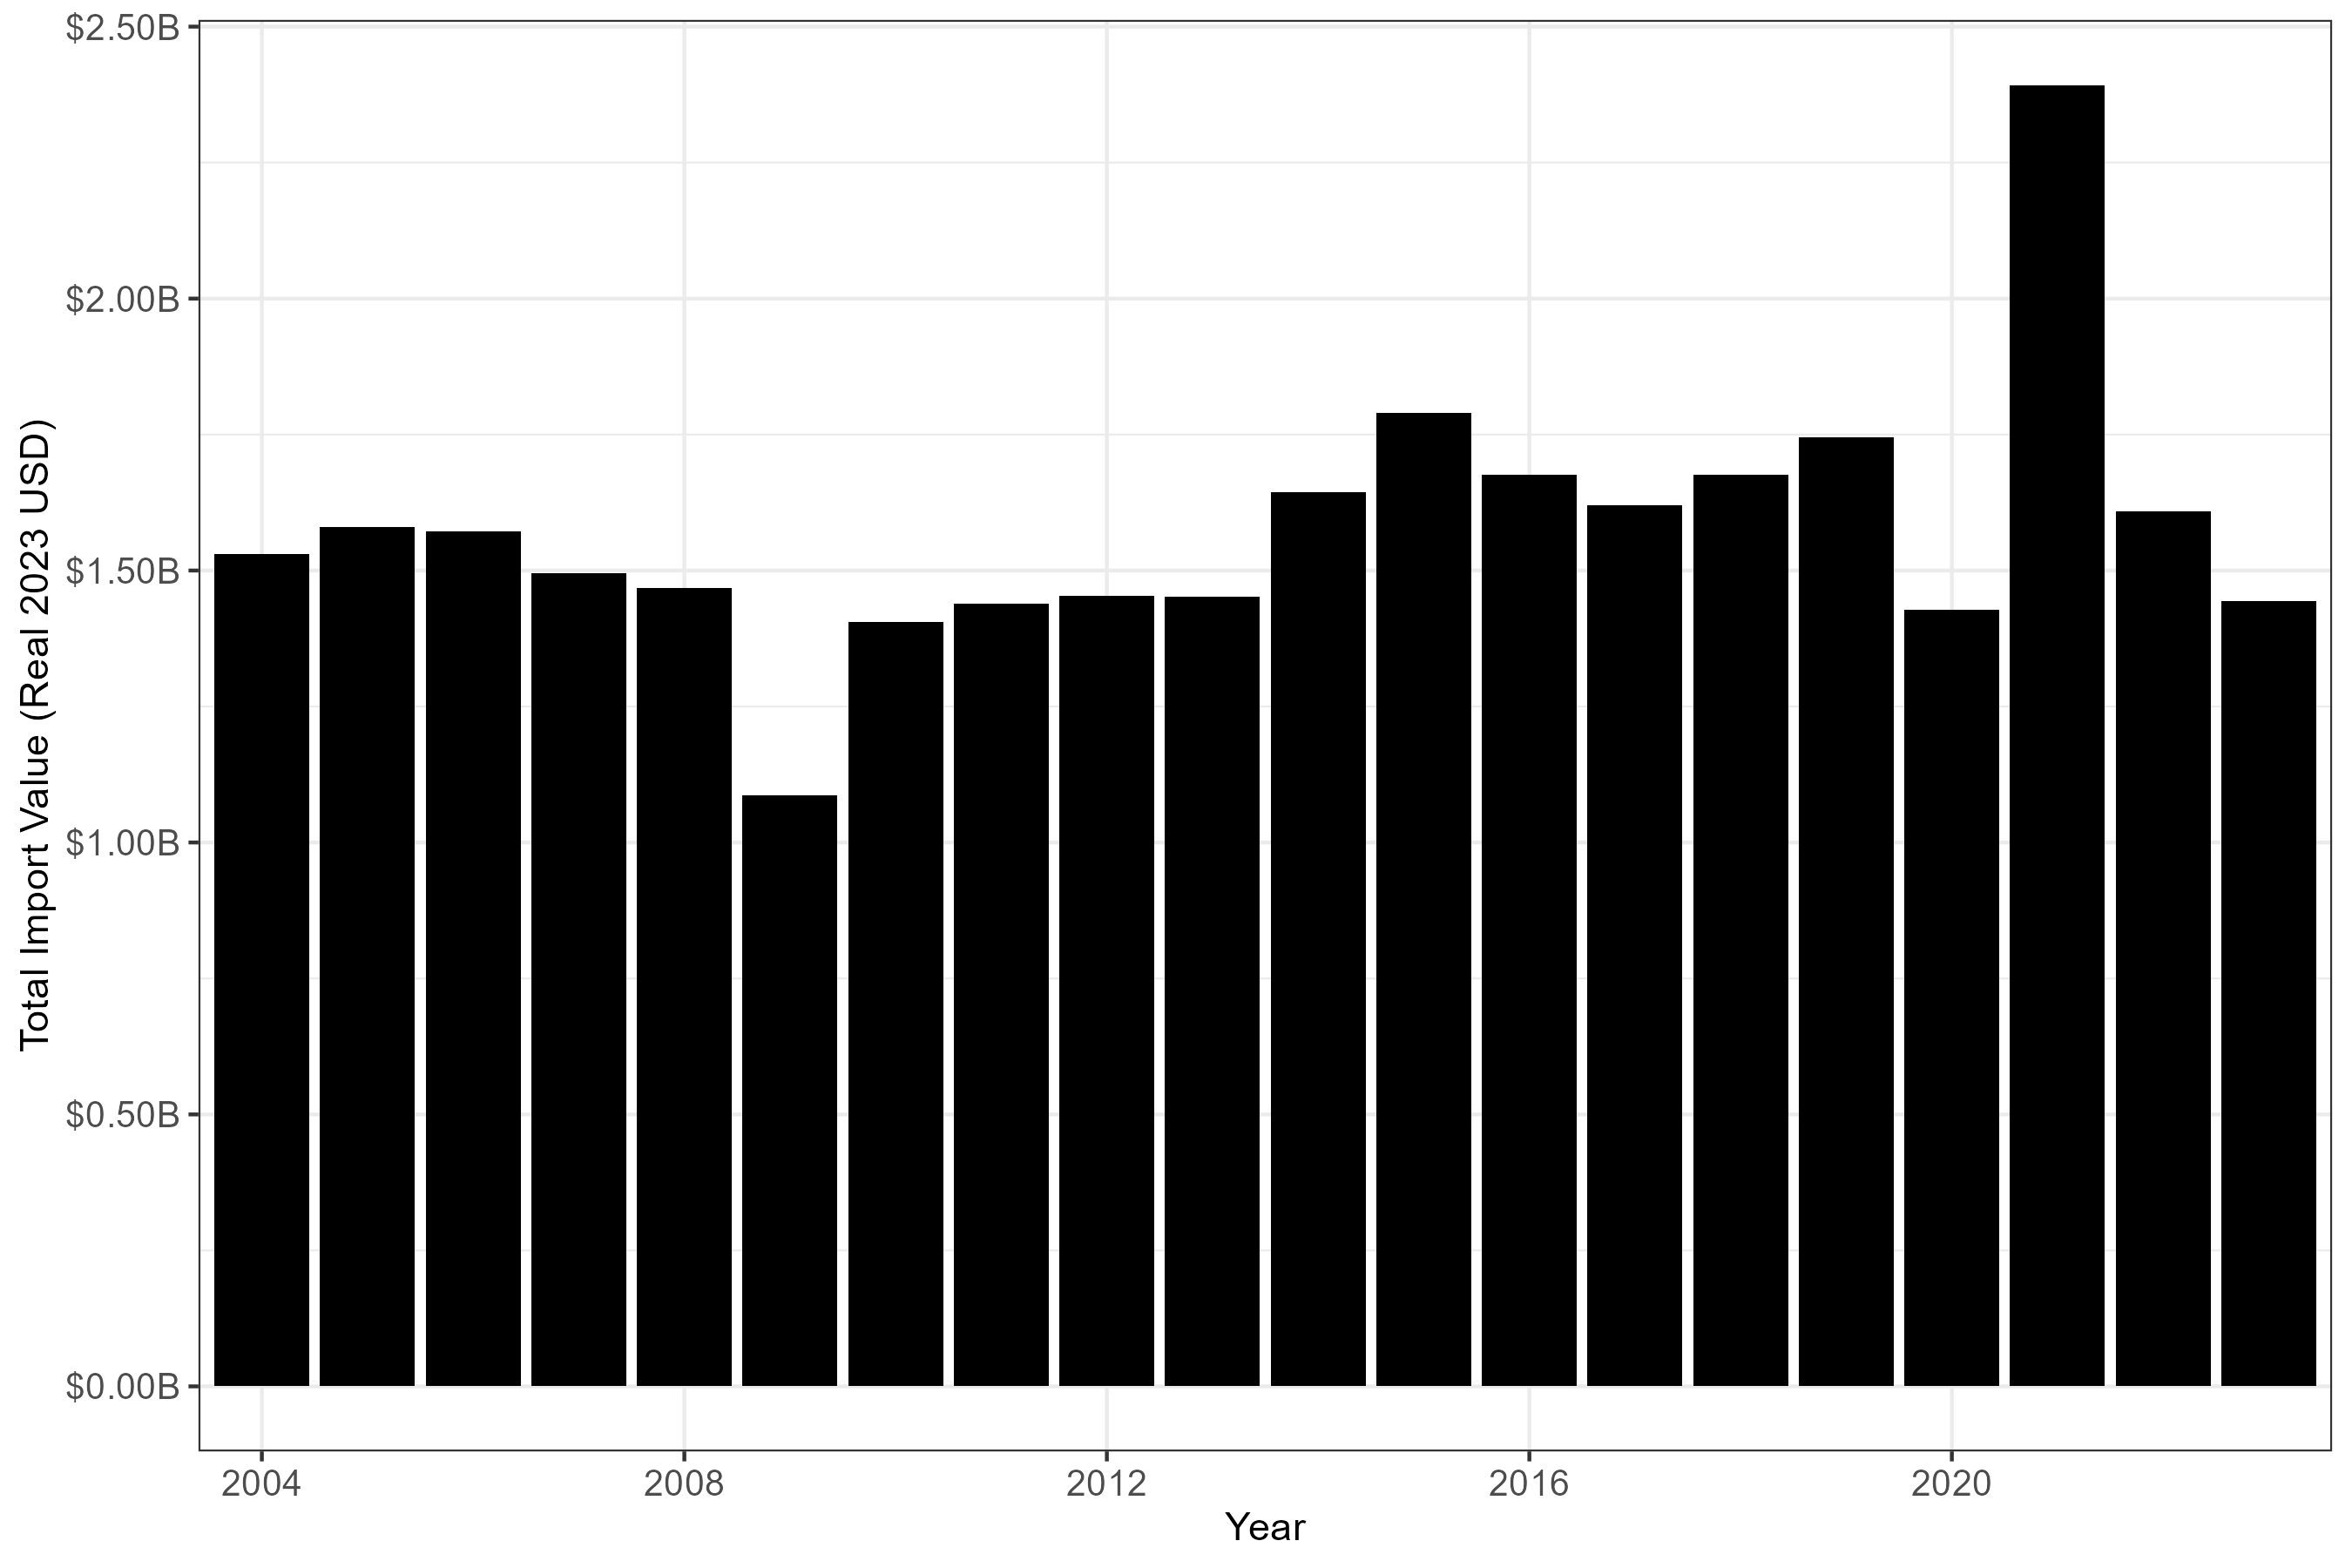 $2.50B
$2.00B
$1.50B
$1.00B
$0.50B
$0.00B
Total Import Value (Real 2023 USD)
2004 2008 2012 2016 2020
Year